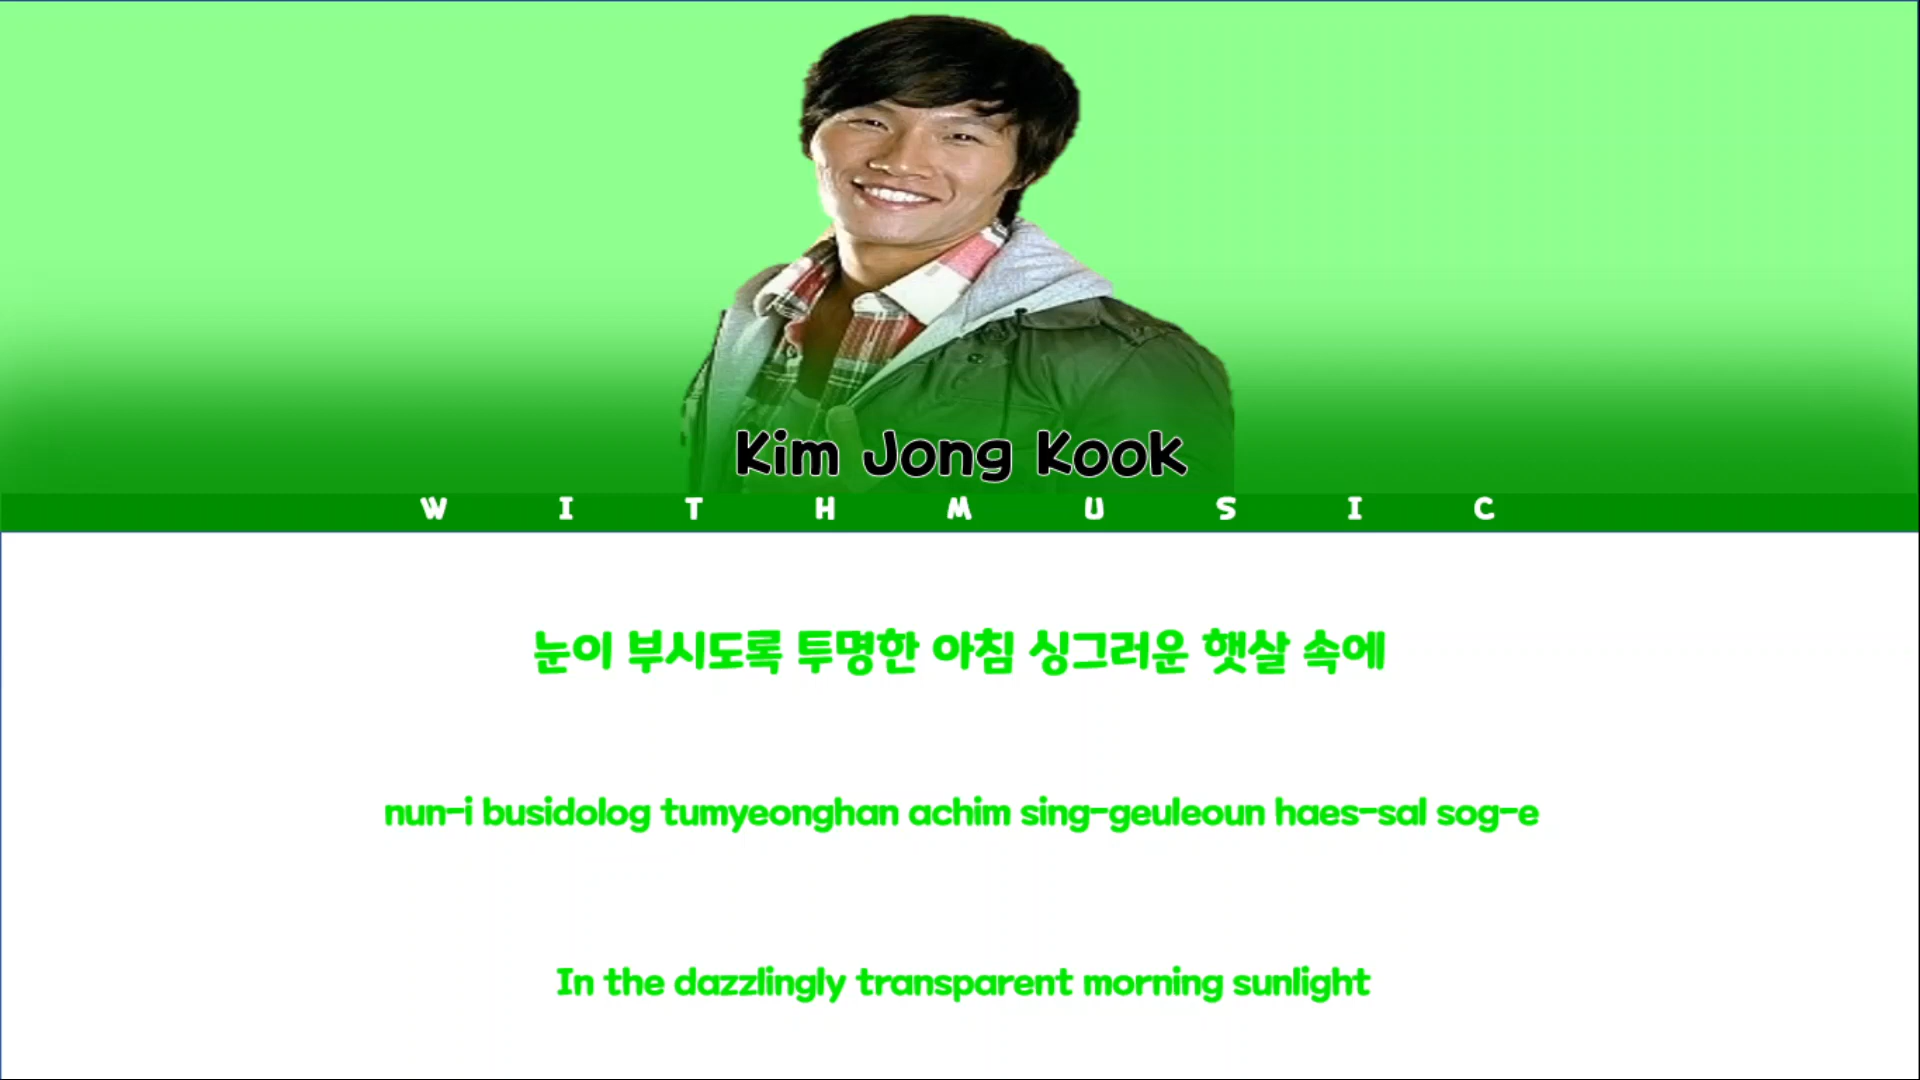 Kim Jong Kook
W I T H M U S I C
눈이 부시도록 투명한 아침 싱그러운 햇살 속에
nun-i busidolog tumyeonghan achim sing-geuleoun haes-sal sog-e
In the dazzlingly transparent morning sunlight